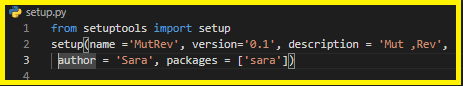 setup.py
1 from setuptools import setup
2 setup(name ='MutRev', version='0.1', description = 'Mut ,Rev',
3 author = 'Sara', packages = ['sara'])
4